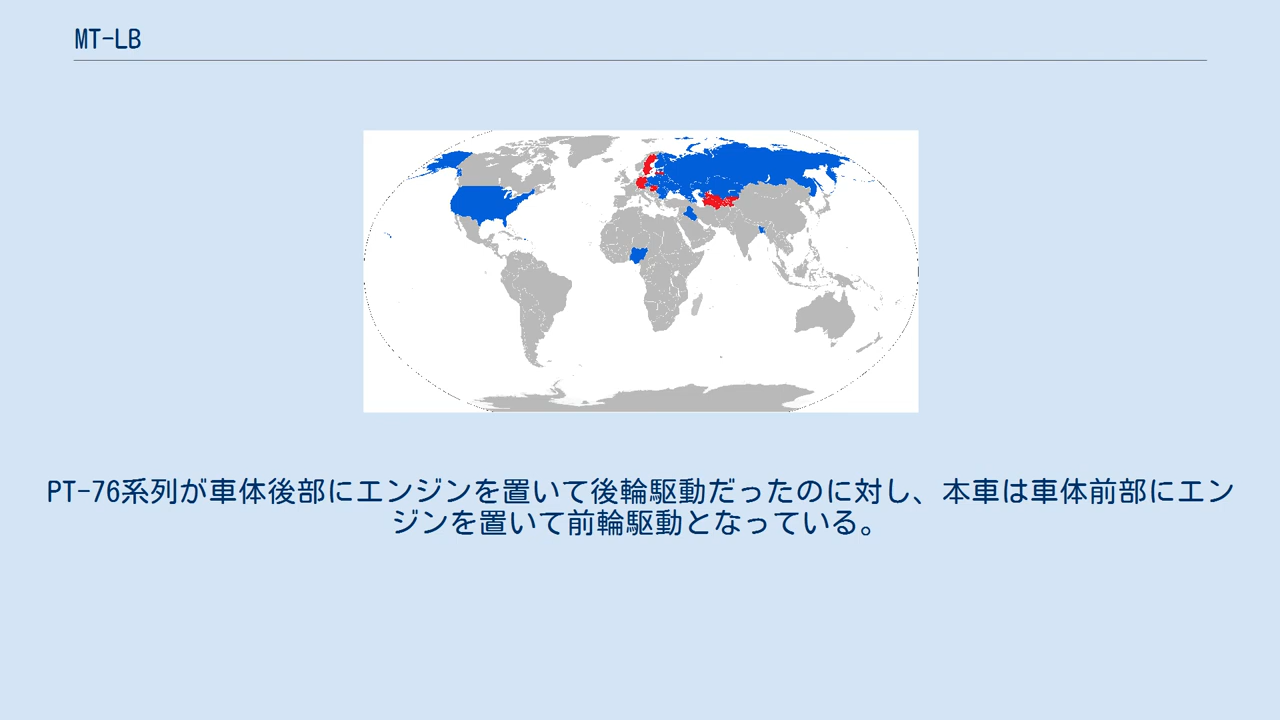 MT-LB
PT-76系列が車体後部にエンジンを置いて後輪駆動だったのに対し、本車は車体前部にエン
ジンを置いて前輪駆動となっている。